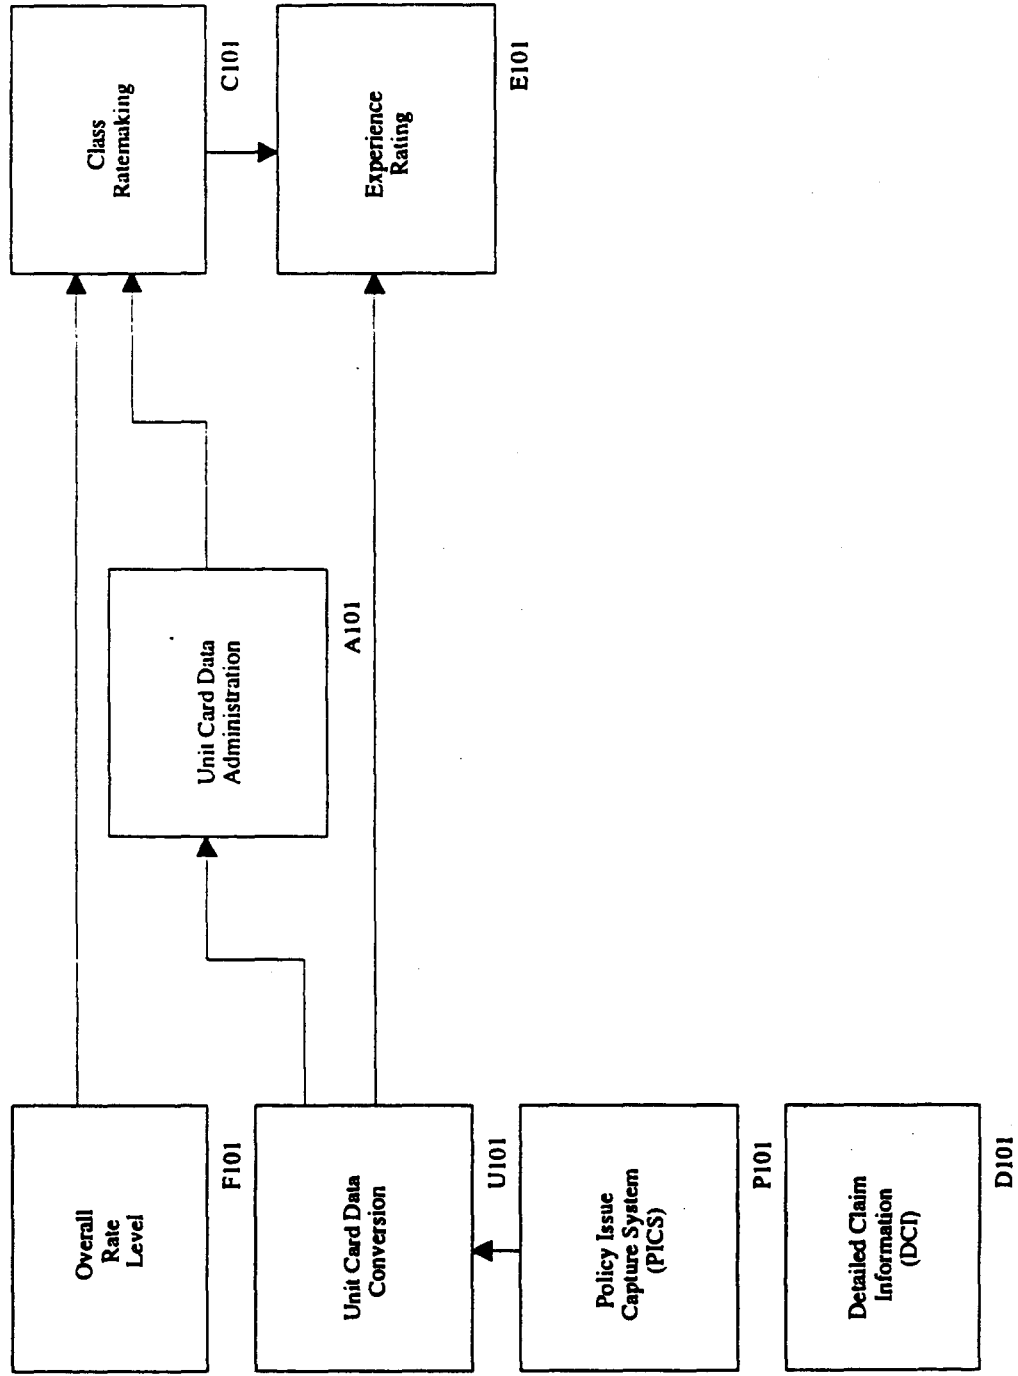 Overall
Rate
Level
F101
Unit Card Data
Conversion
U101
Policy Issue
Capture System
(PICS)
P101
Detailed Claim
Information
(DCI)
D101
Unit Card Data
Administration
A101
Class
Ratemaking
C101
Experience
Rating
E101